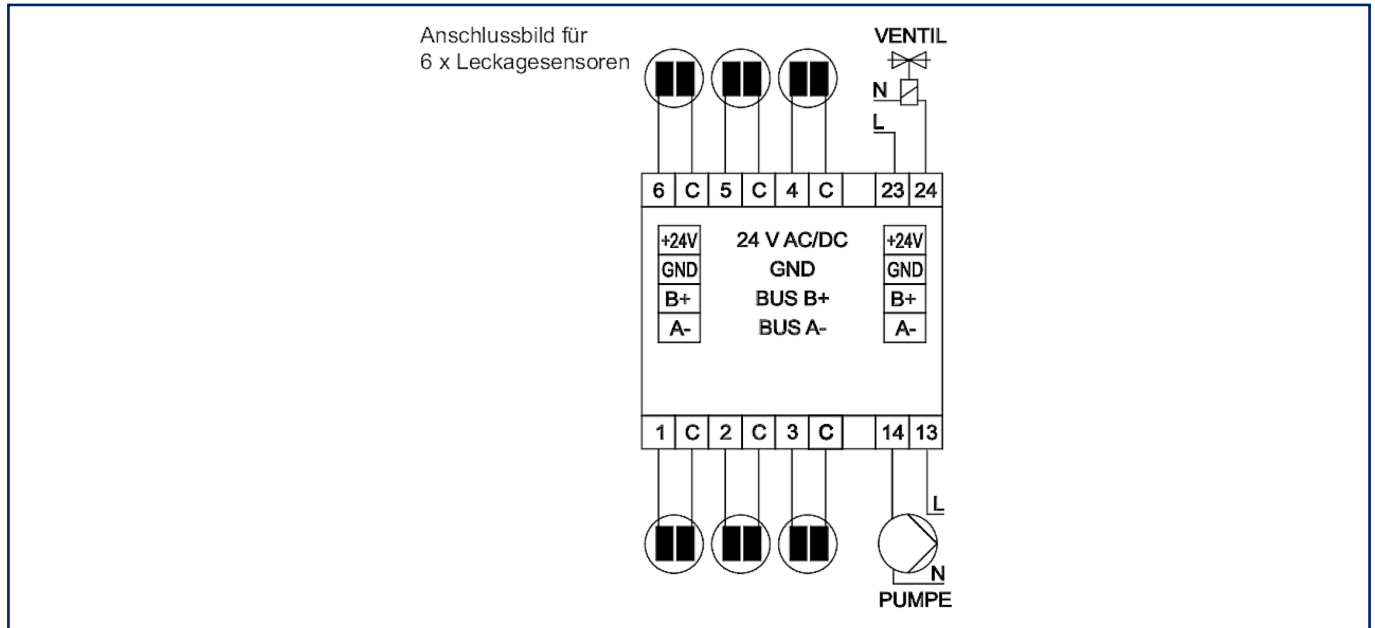 Anschlussbild für
6 x Leckagesensoren
VENTIL
N
L
6 C 5 C 4 C 23 24
+24V 24 V AC/DC +24V
GND GND GND
B+ BUS B+ B+
A- BUS A- A-
1 C 2 C 3 C 14 13
L
N
PUMPE